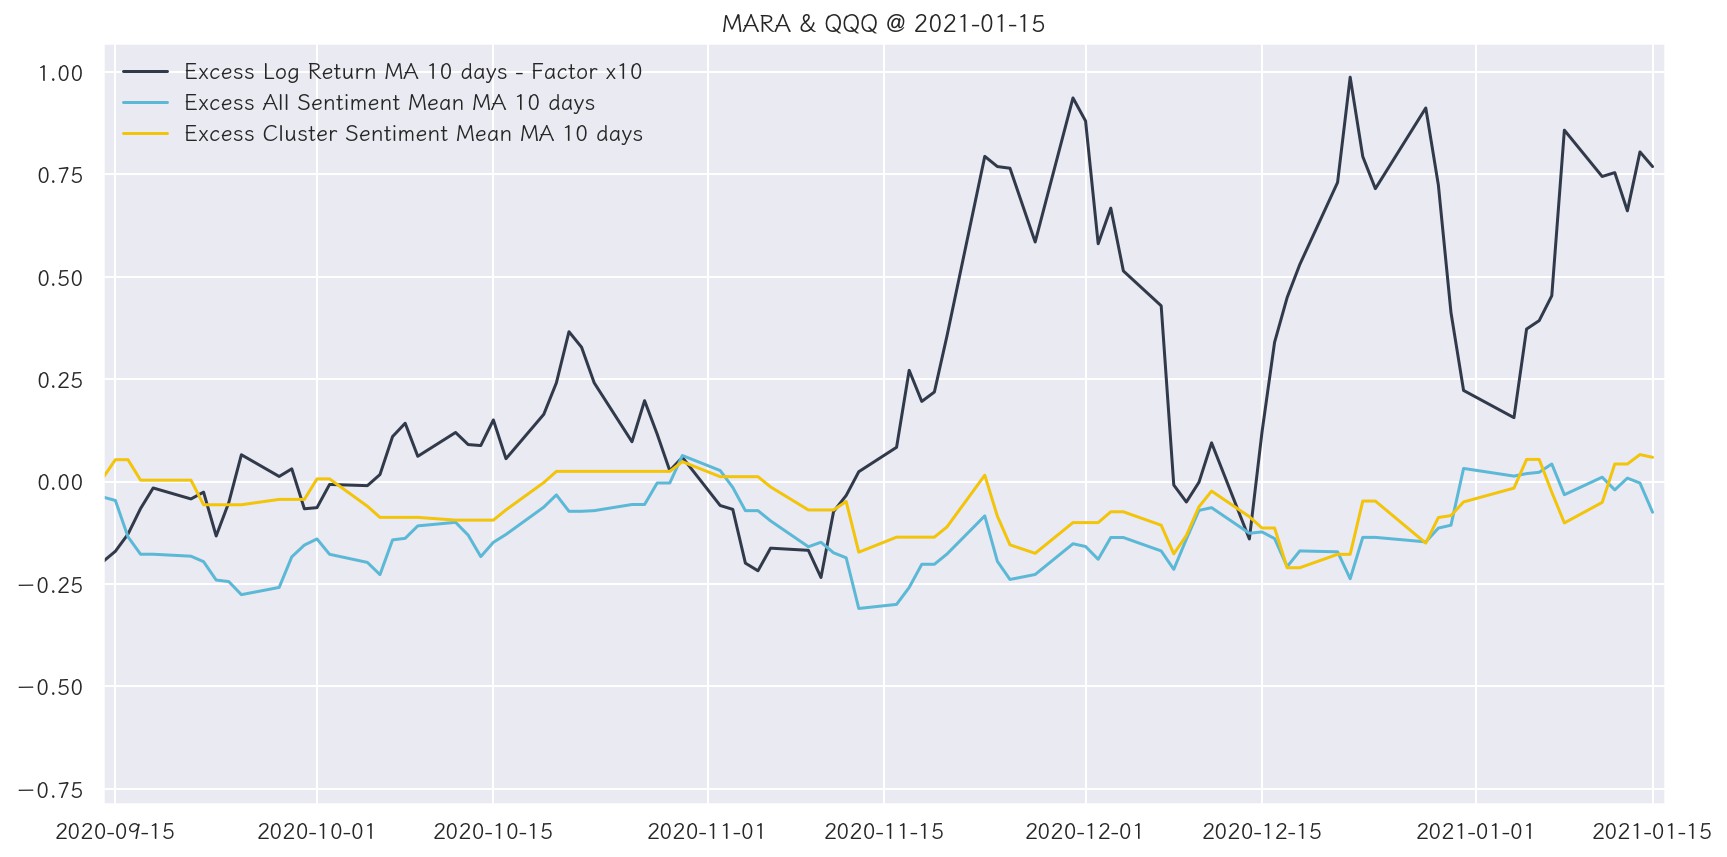 MARA & QQQ @ 2021-01-15
Excess Log Return MA 10 days - Factor x10
Excess All Sentiment Mean MA 10 days
Excess Cluster Sentiment Mean MA 10 days
1.00
0.75
0.50
0.25
0.00
−0.25
−0.50
−0.75
2020-09-15 2020-10-01 2020-10-15 2020-11-01 2020-11-15 2020-12-01 2020-12-15 2021-01-01 2021-01-15